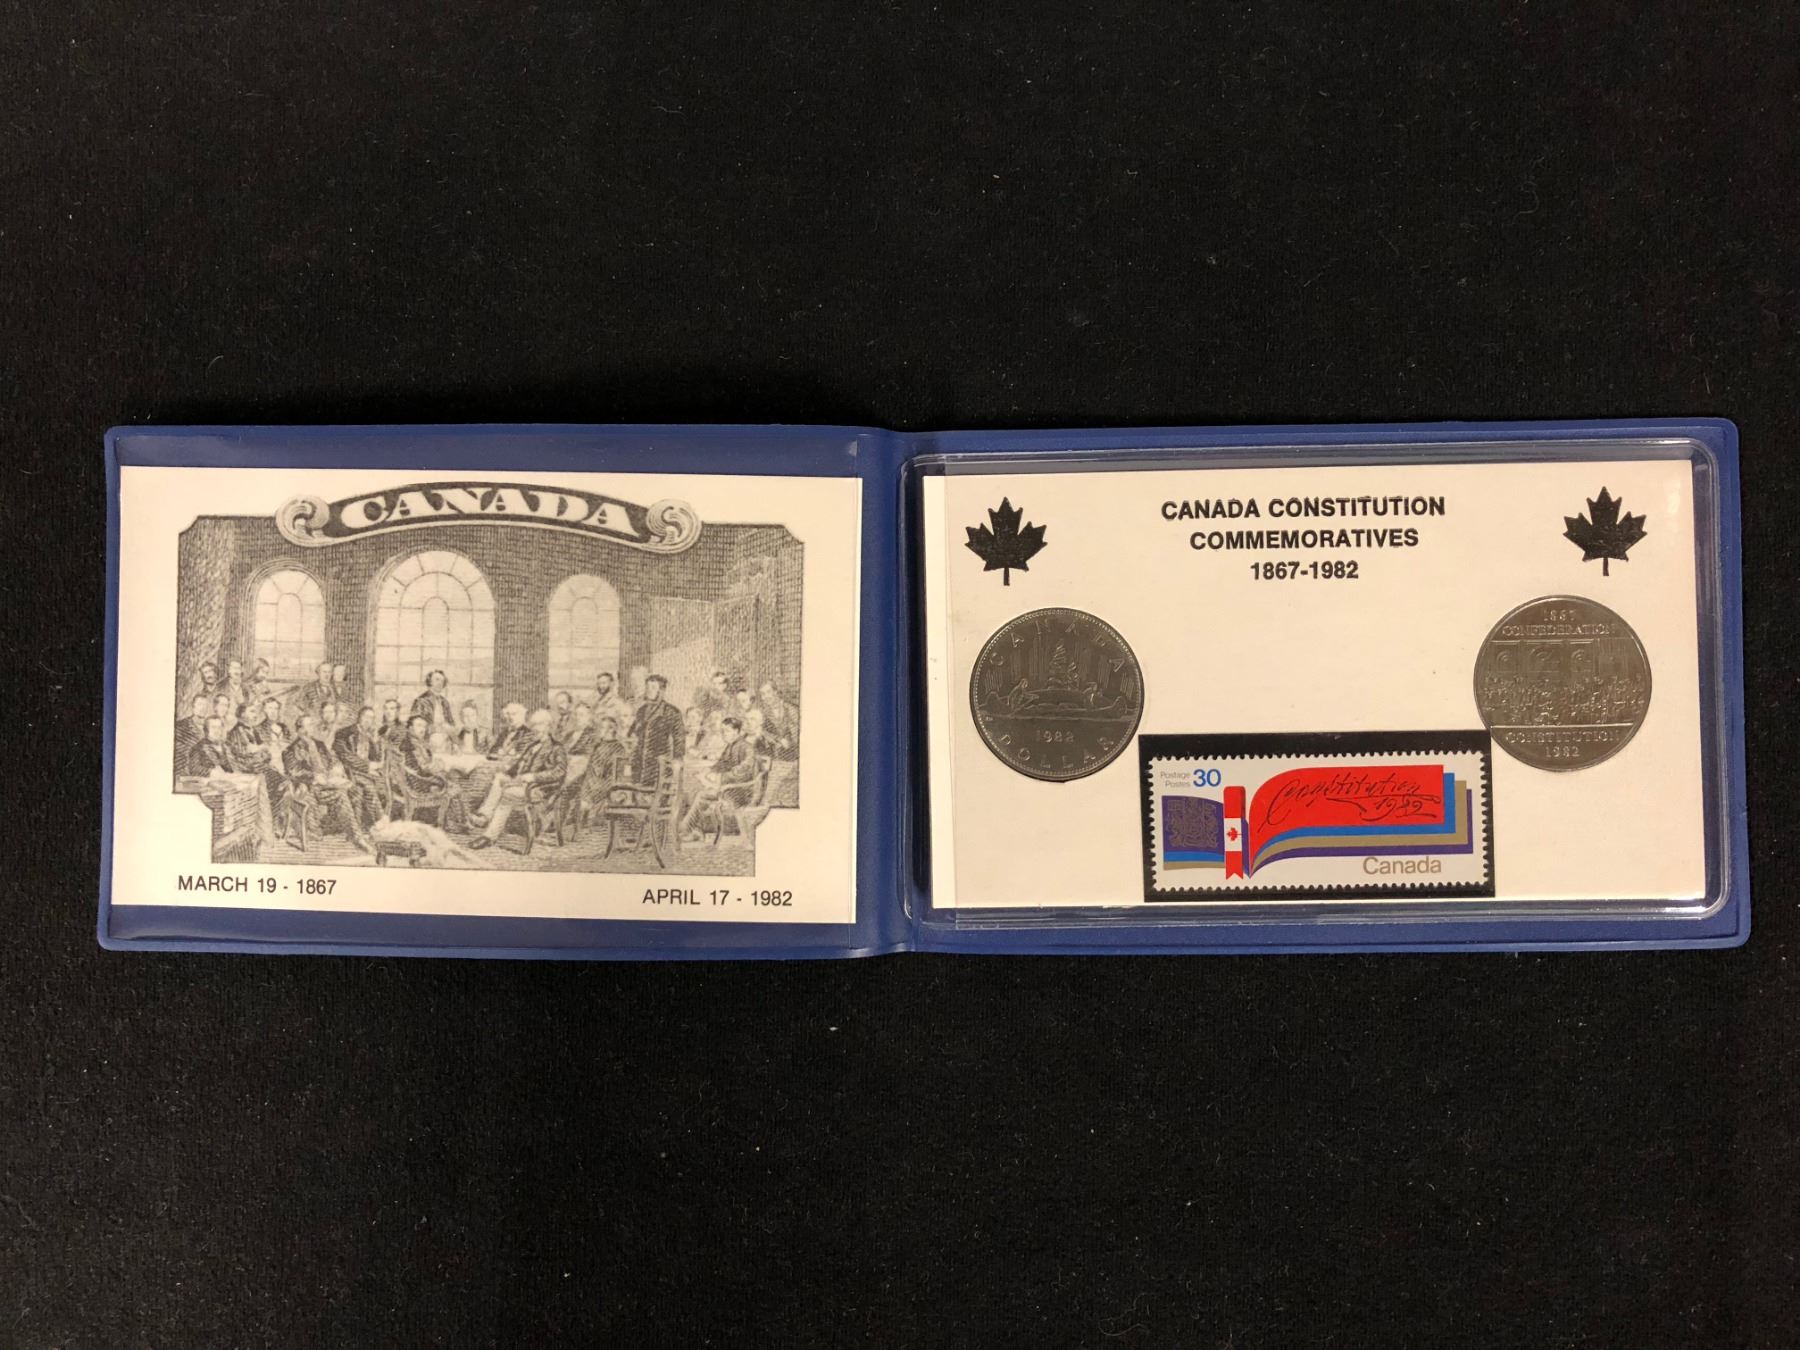 CANADA
MARCH 19 - 1867
APRIL 17 - 1982
CANADA CONSTITUTION
COMMEMORATIVES
1867-1982
CANADA
1982
DOLLAR
1867
CONFEDERATION
CONSTITUTION
1982
Postage
Postes
30
Constitution
1982
Canada